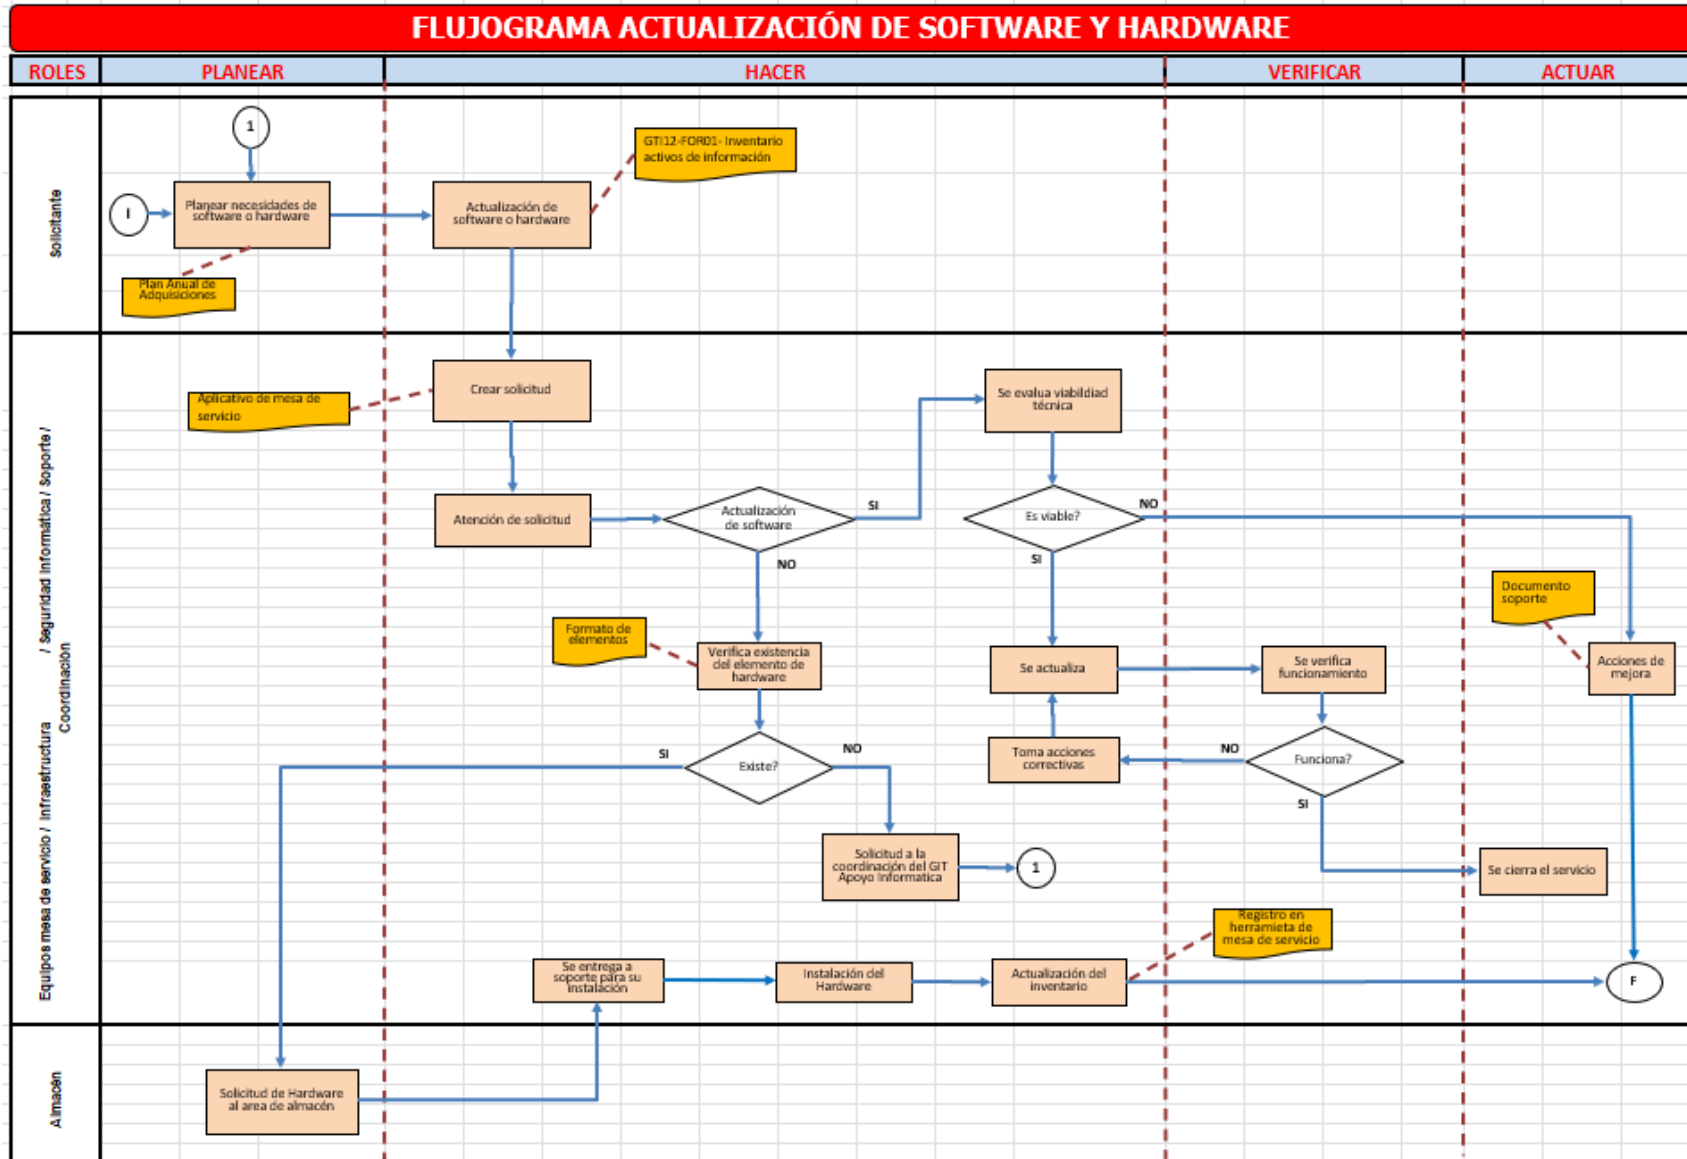 FLUJOGRAMA ACTUALIZACIÓN DE SOFTWARE Y HARDWARE
ROLES
PLANEAR
HACER
VERIFICAR
ACTUAR
Solicitante
1
I
Planear necesidades de
software o hardware
Plan Anual de
Adquisiciones
Actualización de
software o hardware
GTI12-FOR01- Inventario
activos de información
Equipos mesa de servicio / Infraestructura / Seguridad informatica / Soporte /
Coordinación
Aplicativo de mesa de
servicio
Crear solicitud
Se evalua viabilidiad
técnica
Atención de solicitud
Actualización
de software
SI
NO
Es viable?
NO
SI
Documento
soporte
Formato de
elementos
Verifica existencia
del elemento de
hardware
Se actualiza
Se verifica
funcionamiento
Acciones de
mejora
SI
Existe?
NO
Toma acciones
correctivas
NO
Funciona?
SI
Solicitud a la
coordinación del GIT
Apoyo Informatica
1
Se cierra el servicio
Registro en
herramieta de
mesa de servicio
Se entrega a
soporte para su
instalación
Instalación del
Hardware
Actualización del
inventario
F
Almacén
Solicitud de Hardware
al area de almacén